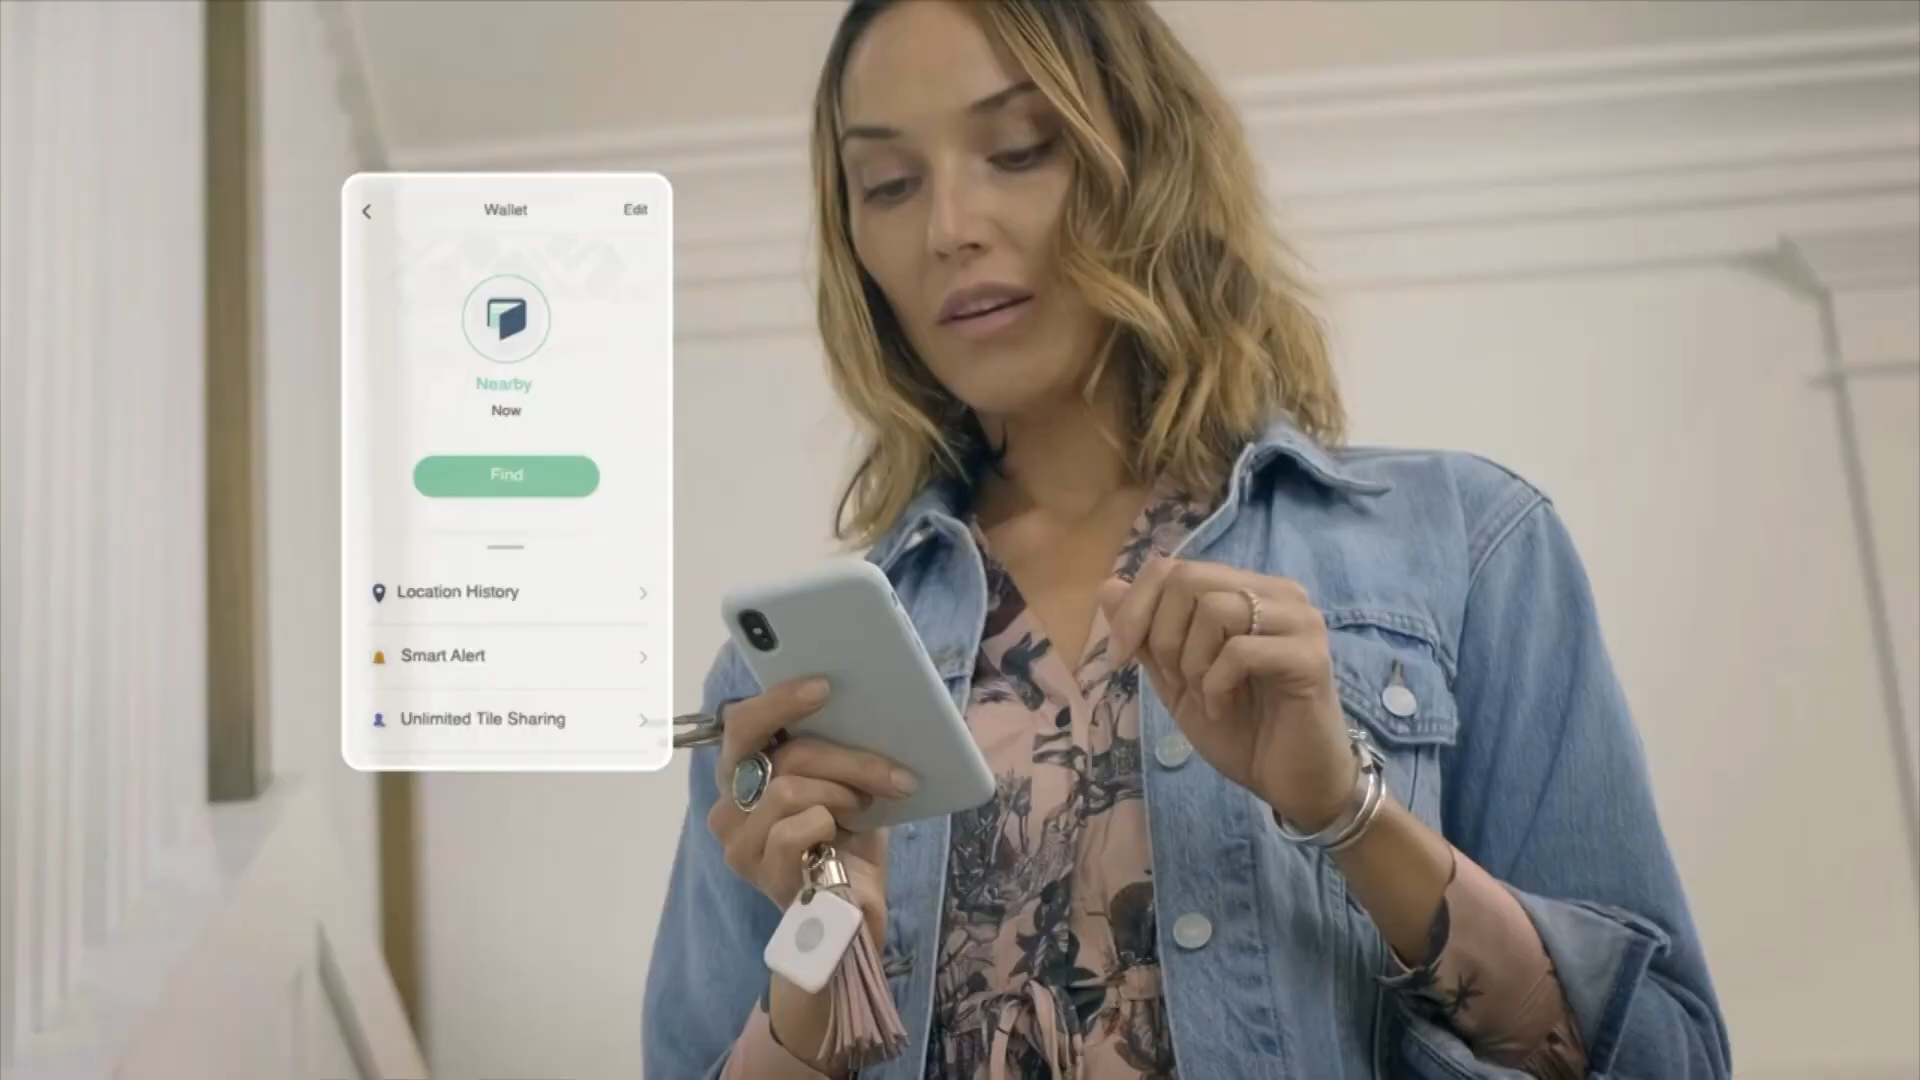 Wallet
Edit
Nearby
Now
Find
Location History
Smart Alert
Unlimited Tile Sharing